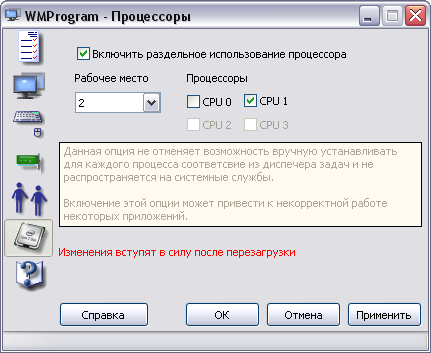 WMProgram - Процессоры
Включить раздельное использование процессора
Рабочее место
Процессоры
2
CPU 0
CPU 1
CPU 2
CPU 3
Данная опция не отменяет возможность вручную устанавливать
для каждого процесса соответсвие из диспечера задач и не
распространяется на системные службы.
Включение этой опции может привести к некорректной работе
некоторых приложений.
Изменения вступят в силу после перезагрузки
Справка
ОК
Отмена
Применить